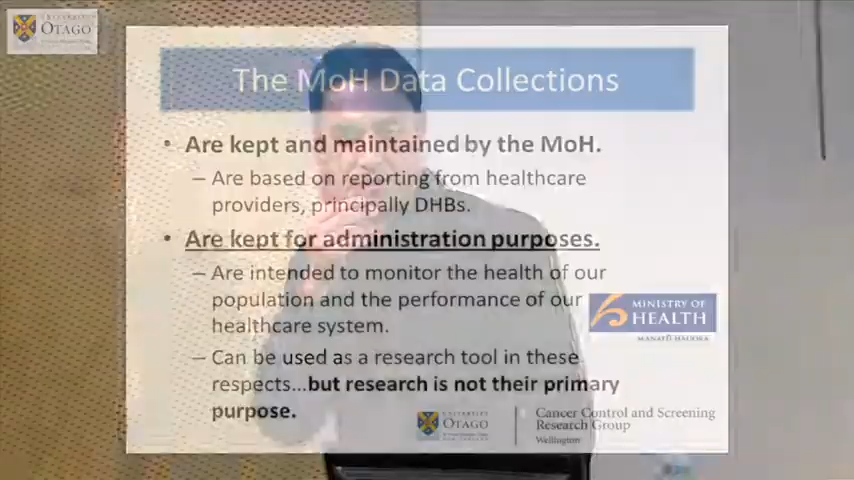 UNIVERSITY
OTAGO
The MoH Data Collections
• Are kept and maintained by the MoH.
– Are based on reporting from healthcare
providers, principally DHBs.
• Are kept for administration purposes.
– Are intended to monitor the health of our
population and the performance of our
healthcare system.
– Can be used as a research tool in these
respects...but research is not their primary
purpose.
MINISTRY OF
HEALTH
MANATŪ HAUORA
UNIVERSITY
OTAGO
Cancer Control and Screening
Research Group
Wellington